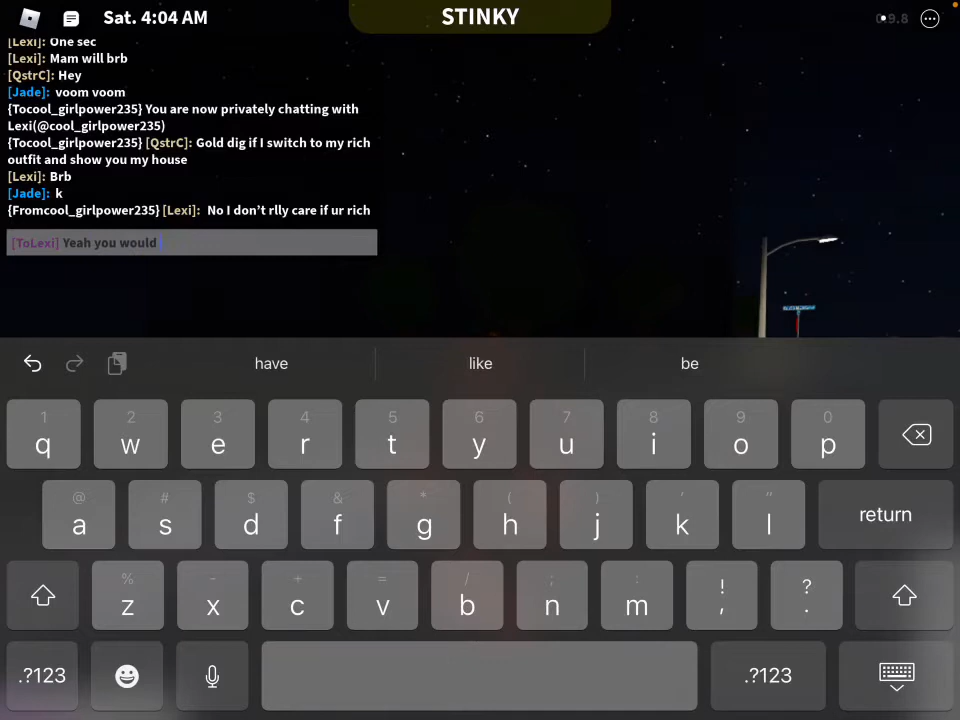 Sat. 4:04 AM
STINKY
[Lexi]: One sec
[Lexi]: Mam will brb
[QstrC]: Hey
[Jade]: voom voom
{Tocool_girlpower235} You are now privately chatting with
Lexi(@cool_girlpower235)
{Tocool_girlpower235} [QstrC]: Gold dig if I switch to my rich
outfit and show you my house
[Lexi]: Brb
[Jade]: k
{Fromcool_girlpower235} [Lexi]: No I don't rlly care if ur rich
[ToLexi] Yeah you would
have like be
1 2 3 4 5 6 7 8 9 0
q w e r t y u i o p
@ # $ & * ( ) ' "
a s d f g h j k l return
% - + = / ; : ! ?
z x c v b n m , .
.?123 .?123